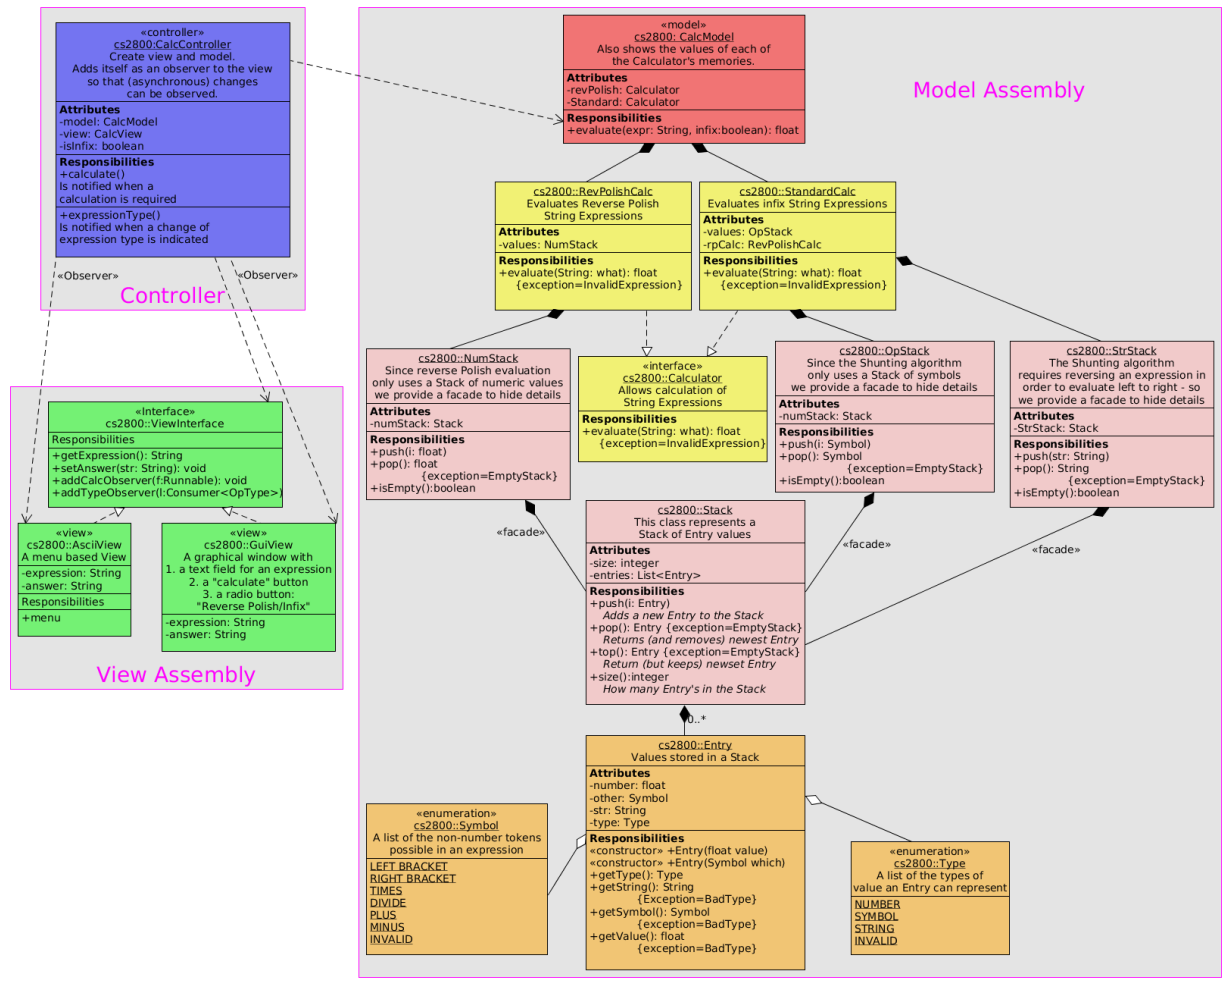 «controller»
cs2800:CalcController
Create view and model.
Adds itself as an observer to the view
so that (asynchronous) changes
can be observed.
Attributes
-model: CalcModel
-view: CalcView
-isInfix: boolean
Responsibilities
+calculate()
Is notified when a
calculation is required
+expressionType()
Is notified when a change of
expression type is indicated
«Observer»
«Observer»
Controller
«Interface»
cs2800::ViewInterface
Responsibilities
+getExpression(): String
+setAnswer(str: String): void
+addCalcObserver(f:Runnable): void
+addTypeObserver(l:Consumer<OpType>)
«view»
cs2800::AsciiView
A menu based View
-expression: String
-answer: String
Responsibilities
+menu
«view»
cs2800::GuiView
A graphical window with
1. a text field for an expression
2. a "calculate" button
3. a radio button:
"Reverse Polish/Infix"
-expression: String
-answer: String
View Assembly
Model Assembly
«model»
cs2800: CalcModel
Also shows the values of each of
the Calculator's memories.
Attributes
-revPolish: Calculator
-Standard: Calculator
Responsibilities
+evaluate(expr: String, infix:boolean): float
cs2800::RevPolishCalc
Evaluates Reverse Polish
String Expressions
Attributes
-values: NumStack
Responsibilities
+evaluate(String: what): float
{exception=InvalidExpression}
cs2800::StandardCalc
Evaluates infix String Expressions
Attributes
-values: OpStack
-rpCalc: RevPolishCalc
Responsibilities
+evaluate(String: what): float
{exception=InvalidExpression}
cs2800::NumStack
Since reverse Polish evaluation
only uses a Stack of numeric values
we provide a facade to hide details
Attributes
-numStack: Stack
Responsibilities
+push(i: float)
+pop(): float
{exception=EmptyStack}
+isEmpty():boolean
«interface»
cs2800::Calculator
Allows calculation of
String Expressions
Responsibilities
+evaluate(String: what): float
{exception=InvalidExpression}
cs2800::OpStack
Since the Shunting algorithm
only uses a Stack of symbols
we provide a facade to hide details
Attributes
-numStack: Stack
Responsibilities
+push(i: Symbol)
+pop(): Symbol
{exception=EmptyStack}
+isEmpty():boolean
cs2800::StrStack
The Shunting algorithm
requires reversing an expression in
order to evaluate left to right - so
we provide a facade to hide details
Attributes
-StrStack: Stack
Responsibilities
+push(str: String)
+pop(): String
{exception=EmptyStack}
+isEmpty():boolean
«facade»
«facade»
«facade»
cs2800::Stack
This class represents a
Stack of Entry values
Attributes
-size: integer
-entries: List<Entry>
Responsibilities
+push(i: Entry)
Adds a new Entry to the Stack
+pop(): Entry {exception=EmptyStack}
Returns (and removes) newest Entry
+top(): Entry {exception=EmptyStack}
Return (but keeps) newset Entry
+size():integer
How many Entry's in the Stack
0..*
cs2800::Entry
Values stored in a Stack
Attributes
-number: float
-other: Symbol
-str: String
-type: Type
Responsibilities
«constructor» +Entry(float value)
«constructor» +Entry(Symbol which)
+getType(): Type
+getString(): String
{Exception=BadType}
+getSymbol(): Symbol
{exception=BadType}
+getValue(): float
{exception=BadType}
«enumeration»
cs2800::Symbol
A list of the non-number tokens
possible in an expression
LEFT BRACKET
RIGHT BRACKET
TIMES
DIVIDE
PLUS
MINUS
INVALID
«enumeration»
cs2800::Type
A list of the types of
value an Entry can represent
NUMBER
SYMBOL
STRING
INVALID